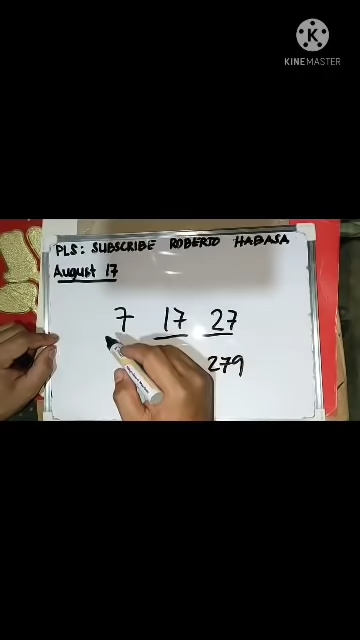 K
KINEMASTER
PLS: SUBSCRIBE ROBERTO HABASA
August 17
7 17 27
279